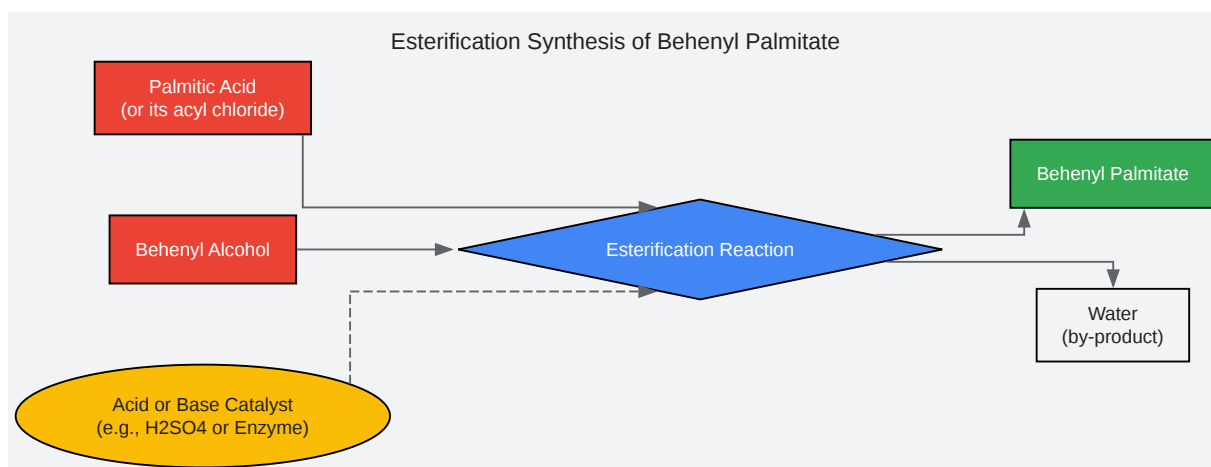 Esterification Synthesis of Behenyl Palmitate
Palmitic Acid
(or its acyl chloride)
Behenyl Palmitate
Behenyl Alcohol
Esterification Reaction
Water
(by-product)
Acid or Base Catalyst
(e.g., H2SO4 or Enzyme)